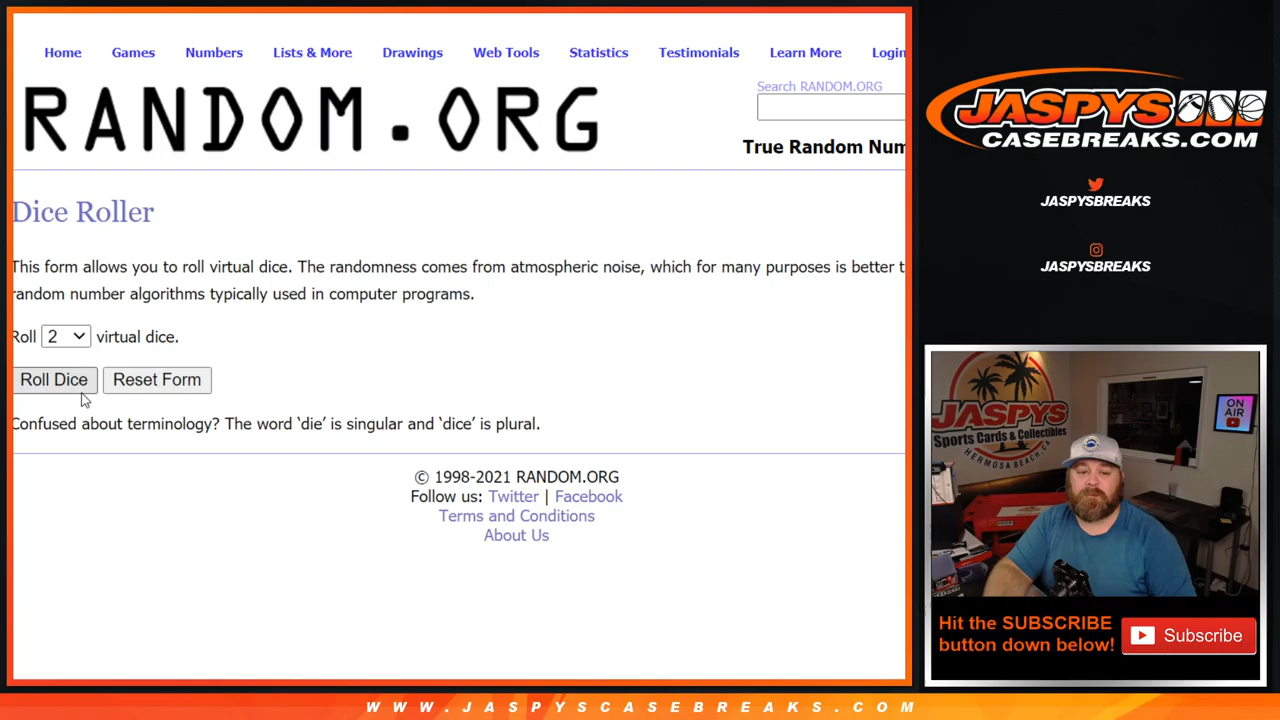 Home Games Numbers Lists & More Drawings Web Tools Statistics Testimonials Learn More Login
RANDOM.ORG
Search RANDOM.ORG
True Random Num
Dice Roller
This form allows you to roll virtual dice. The randomness comes from atmospheric noise, which for many purposes is better t
random number algorithms typically used in computer programs.
Roll 2 virtual dice.
Roll Dice Reset Form
Confused about terminology? The word ‘die’ is singular and ‘dice’ is plural.
© 1998-2021 RANDOM.ORG
Follow us: Twitter | Facebook
Terms and Conditions
About Us
JASPYS
CASEBREAKS.COM
JASPYSBREAKS
JASPYSBREAKS
JASPYS
Sports Cards & Collectibles
HERMOSA BEACH, CA
ON
AIR
Hit the SUBSCRIBE
button down below!
Subscribe
WWW.JASPYSCASEBREAKS.COM